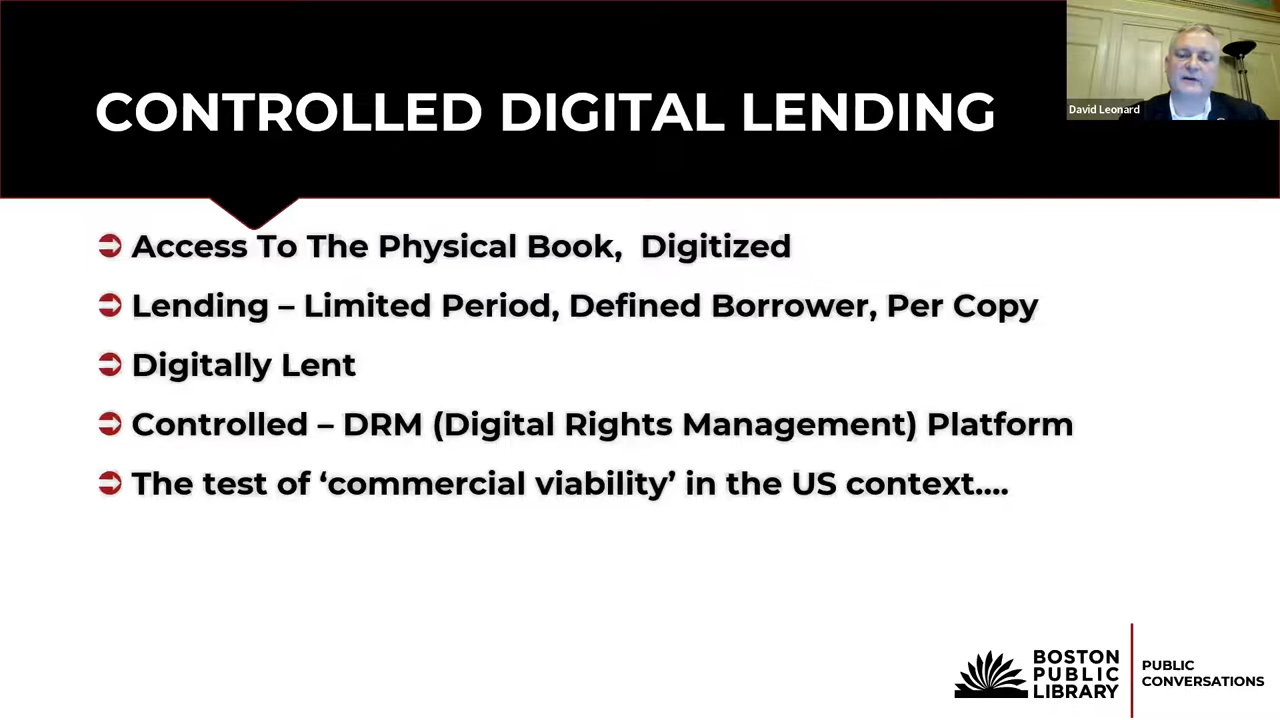 CONTROLLED DIGITAL LENDING
David Leonard
Access To The Physical Book,  Digitized
Lending – Limited Period, Defined Borrower, Per Copy
Digitally Lent
Controlled – DRM (Digital Rights Management) Platform
The test of ‘commercial viability’ in the US context....
BOSTON
PUBLIC
LIBRARY
PUBLIC
CONVERSATIONS